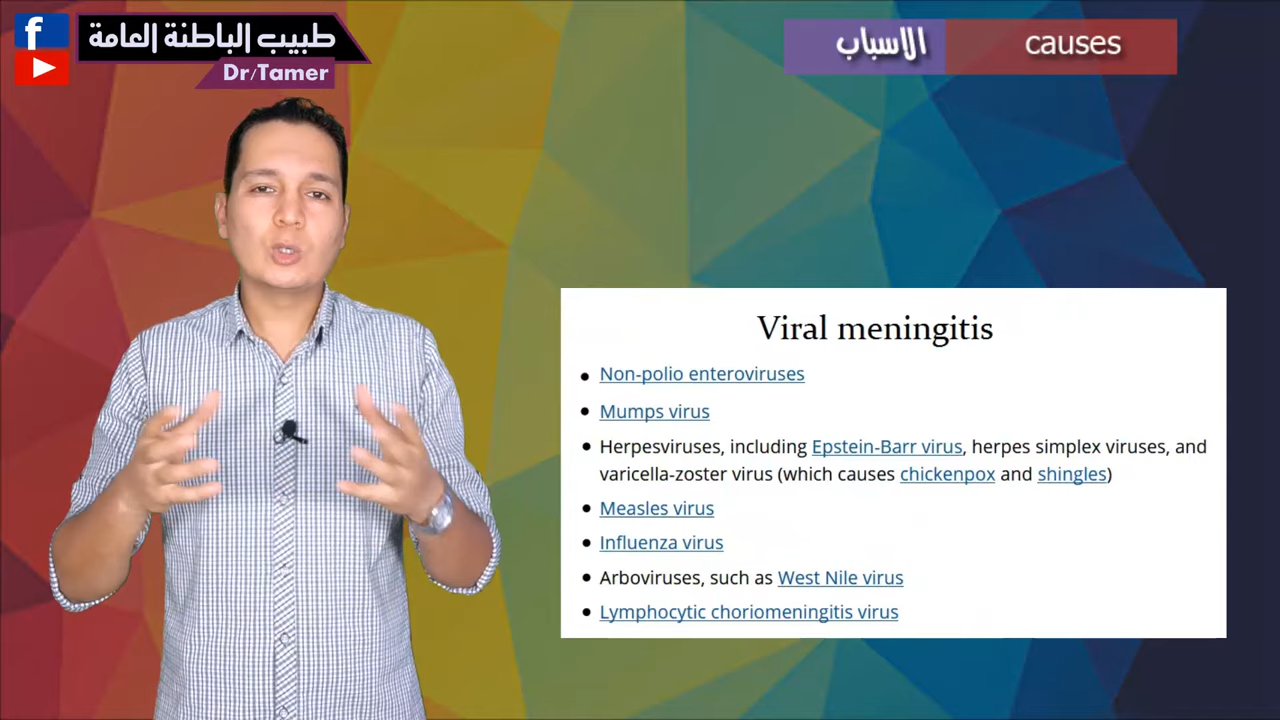 طبيب الباطنة العامة
Dr/Tamer
الاسباب causes
Viral meningitis
• Non-polio enteroviruses
• Mumps virus
• Herpesviruses, including Epstein-Barr virus, herpes simplex viruses, and
varicella-zoster virus (which causes chickenpox and shingles)
• Measles virus
• Influenza virus
• Arboviruses, such as West Nile virus
• Lymphocytic choriomeningitis virus